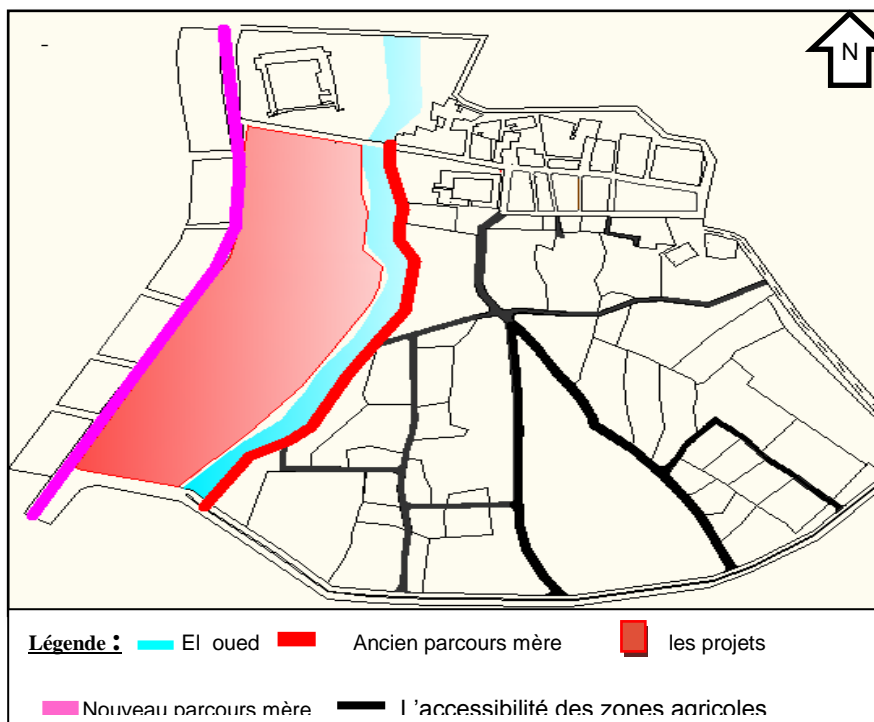 N
Légende : El oued Ancien parcours mère les projets
Nouveau parcours mère L'accessibilité des zones agricoles